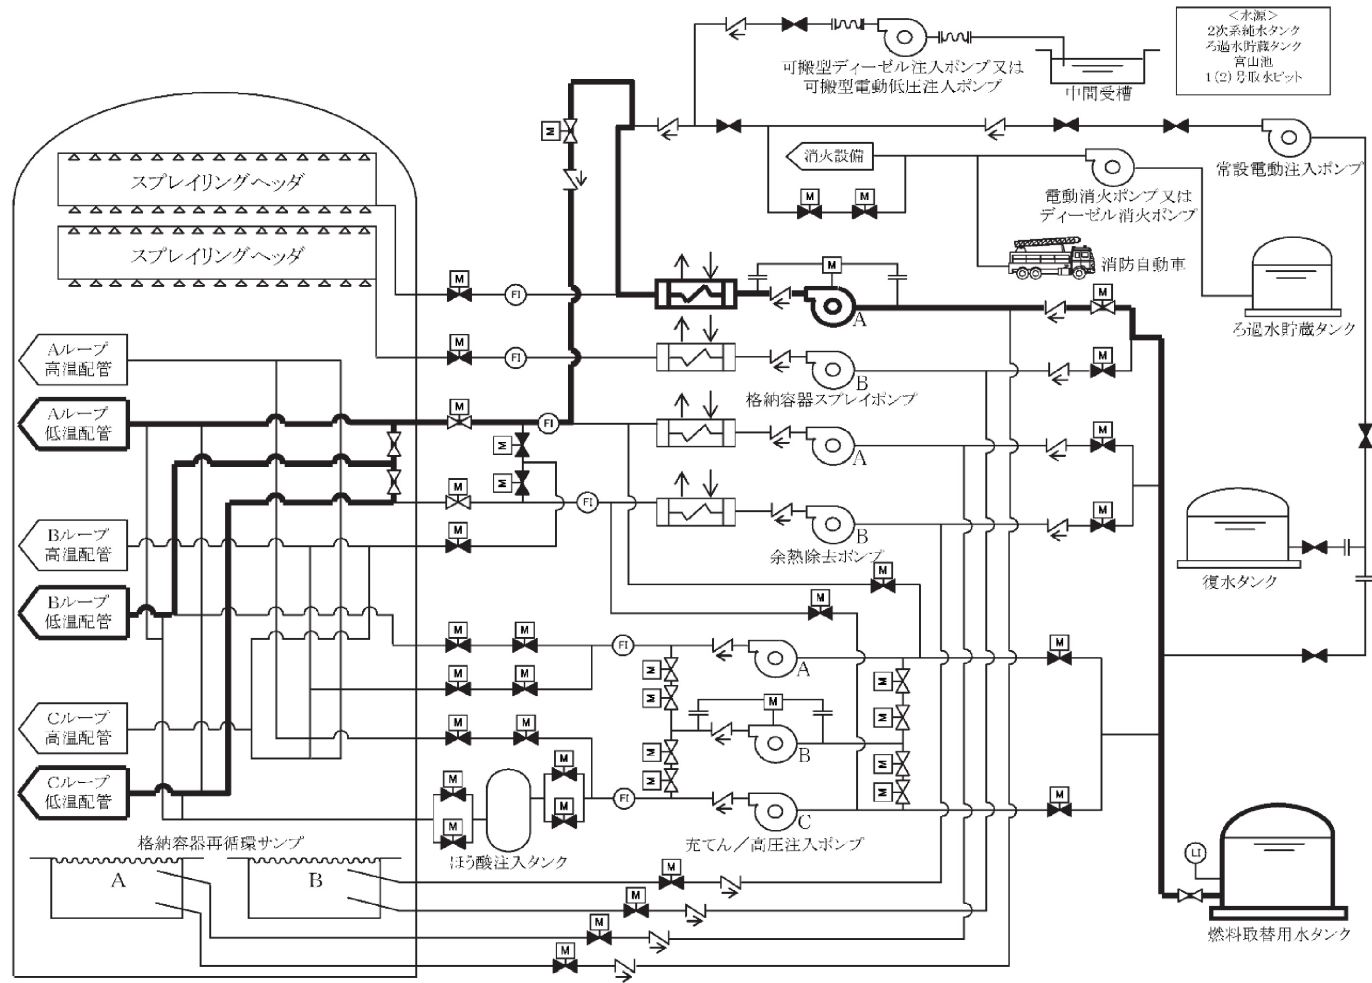 ＜水源＞
2次系純水タンク
ろ過水貯蔵タンク
宮山池
1(2)号取水ピット
可搬型ディーゼル注入ポンプ又は
可搬型電動低圧注入ポンプ
中間受槽
常設電動注入ポンプ
消火設備
電動消火ポンプ又は
ディーゼル消火ポンプ
消防自動車
ろ過水貯蔵タンク
スプレイリングヘッダ
スプレイリングヘッダ
M
M
M
M
M
M
FI
A
M
FI
M
B
格納容器スプレイポンプ
Aループ
高温配管
Aループ
低温配管
M
FI
M
A
M
M
M
FI
B
M
余熱除去ポンプ
Bループ
高温配管
M
M
M
Bループ
低温配管
復水タンク
M
M
FI
A
M
M
M
M
M
M
M
M
Cループ
高温配管
M
M
M
B
M
M
M
M
Cループ
低温配管
M
M
M
M
FI
C
M
ほう酸注入タンク
充てん／高圧注入ポンプ
格納容器再循環サンプ
A
B
M
M
M
M
LI
燃料取替用水タンク